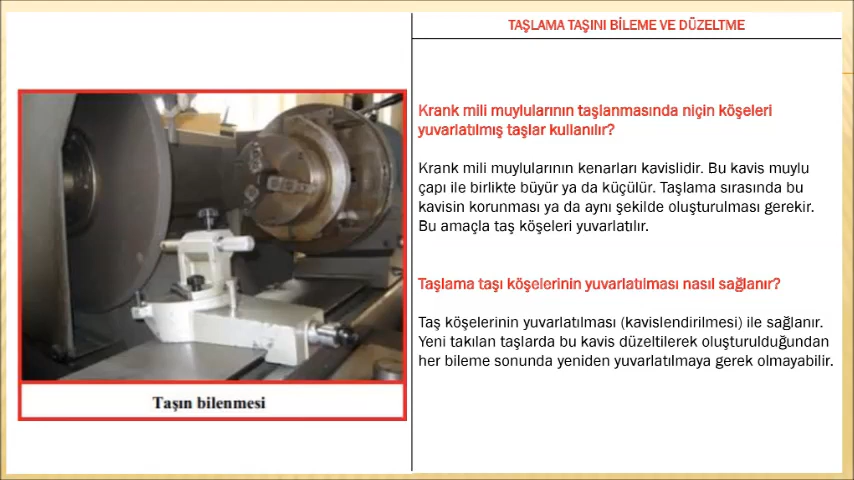 TAŞLAMA TAŞINI BİLEME VE DÜZELTME
Krank mili muylularının taşlanmasında niçin köşeleri
yuvarlatılmış taşlar kullanılır?
Krank mili muylularının kenarları kavislidir. Bu kavis muylu
çapı ile birlikte büyür ya da küçülür. Taşlama sırasında bu
kavisin korunması ya da aynı şekilde oluşturulması gerekir.
Bu amaçla taş köşeleri yuvarlatılır.
Taşlama taşı köşelerinin yuvarlatılması nasıl sağlanır?
Taş köşelerinin yuvarlatılması (kavislendirilmesi) ile sağlanır.
Yeni takılan taşlarda bu kavis düzeltilerek oluşturulduğundan
her bileme sonunda yeniden yuvarlatılmaya gerek olmayabilir.
Taşın bilenmesi